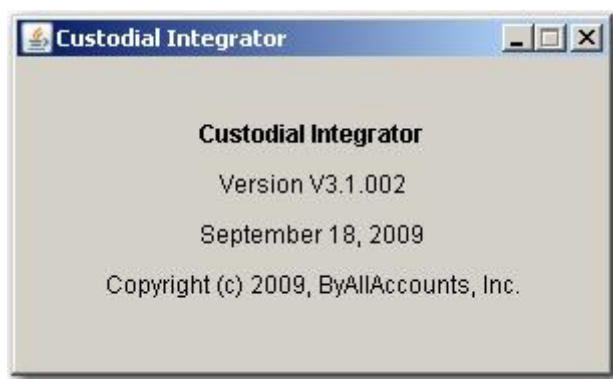 Custodial Integrator
Custodial Integrator
Version V3.1.002
September 18, 2009
Copyright (c) 2009, ByAllAccounts, Inc.